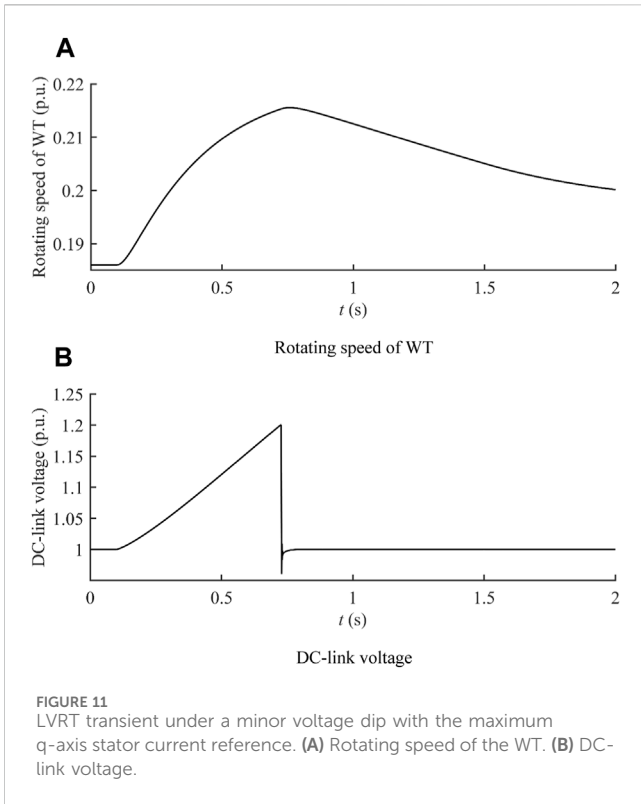 A
Rotating speed of WT (p.u.)
0.22
0.21
0.2
0.19
0
0.5
1
1.5
2
t (s)
Rotating speed of WT
B
DC-link voltage (p.u.)
1.25
1.2
1.15
1.1
1.05
1
0
0.5
1
1.5
2
t (s)
DC-link voltage
FIGURE 11
LVRT transient under a minor voltage dip with the maximum
q-axis stator current reference. (A) Rotating speed of the WT. (B) DC-
link voltage.